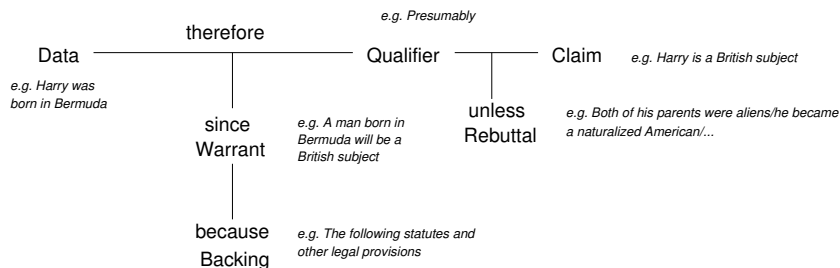 e.g. Presumably
therefore
Data
Qualifier
Claim
e.g. Harry is a British subject
e.g. Harry was
born in Bermuda
since
Warrant
e.g. A man born in
Bermuda will be a
British subject
unless
Rebuttal
e.g. Both of his parents were aliens/he became
a naturalized American/...
because
Backing
e.g. The following statutes and
other legal provisions